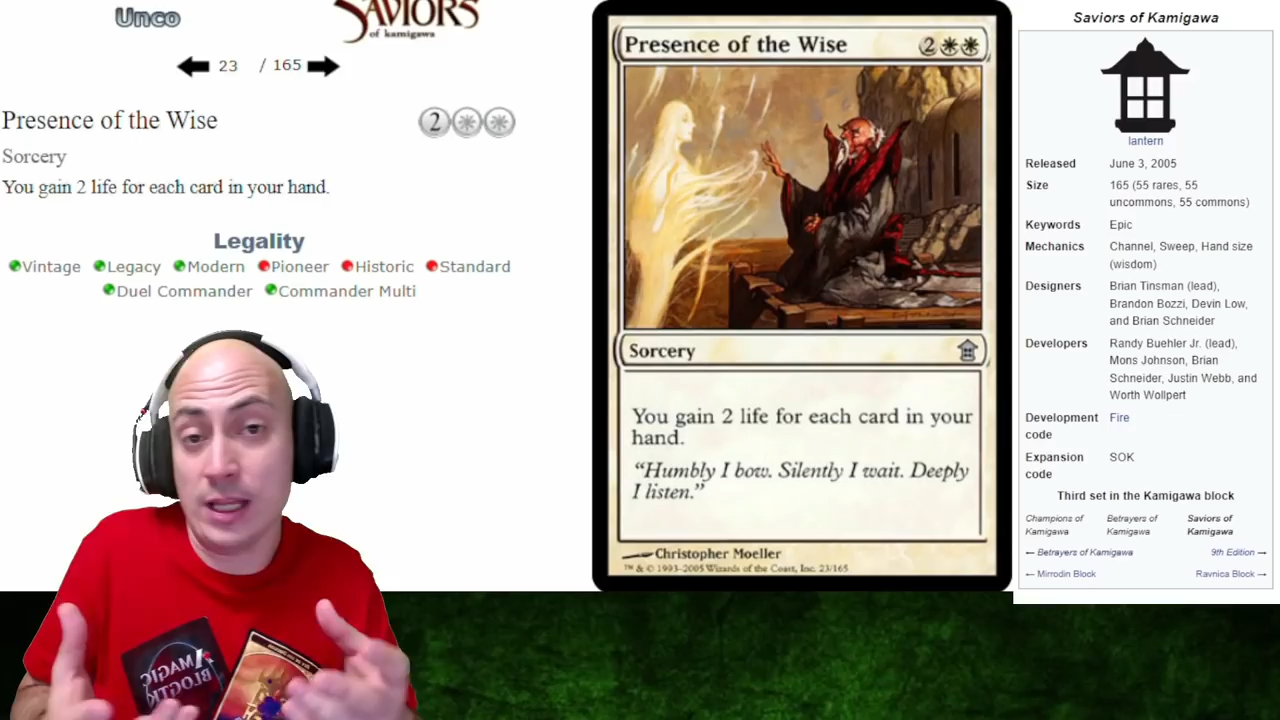 Unco
SAVIORS
of kamigawa
23 / 165
Presence of the Wise
2
Sorcery
You gain 2 life for each card in your hand.
Legality
Vintage Legacy Modern Pioneer Historic Standard
Duel Commander Commander Multi
Presence of the Wise 2
Sorcery
You gain 2 life for each card in your
hand.
“Humbly I bow. Silently I wait. Deeply
I listen.”
Christopher Moeller
™ & © 1993–2005 Wizards of the Coast, Inc. 23/165
Saviors of Kamigawa
lantern
Released June 3, 2005
Size 165 (55 rares, 55
uncommons, 55 commons)
Keywords Epic
Mechanics Channel, Sweep, Hand size
(wisdom)
Designers Brian Tinsman (lead),
Brandon Bozzi, Devin Low,
and Brian Schneider
Developers Randy Buehler Jr. (lead),
Mons Johnson, Brian
Schneider, Justin Webb, and
Worth Wollpert
Development Fire
code
Expansion SOK
code
Third set in the Kamigawa block
Champions of Betrayers of Saviors of
Kamigawa Kamigawa Kamigawa
← Betrayers of Kamigawa 9th Edition →
← Mirrodin Block Ravnica Block →
MAGIC